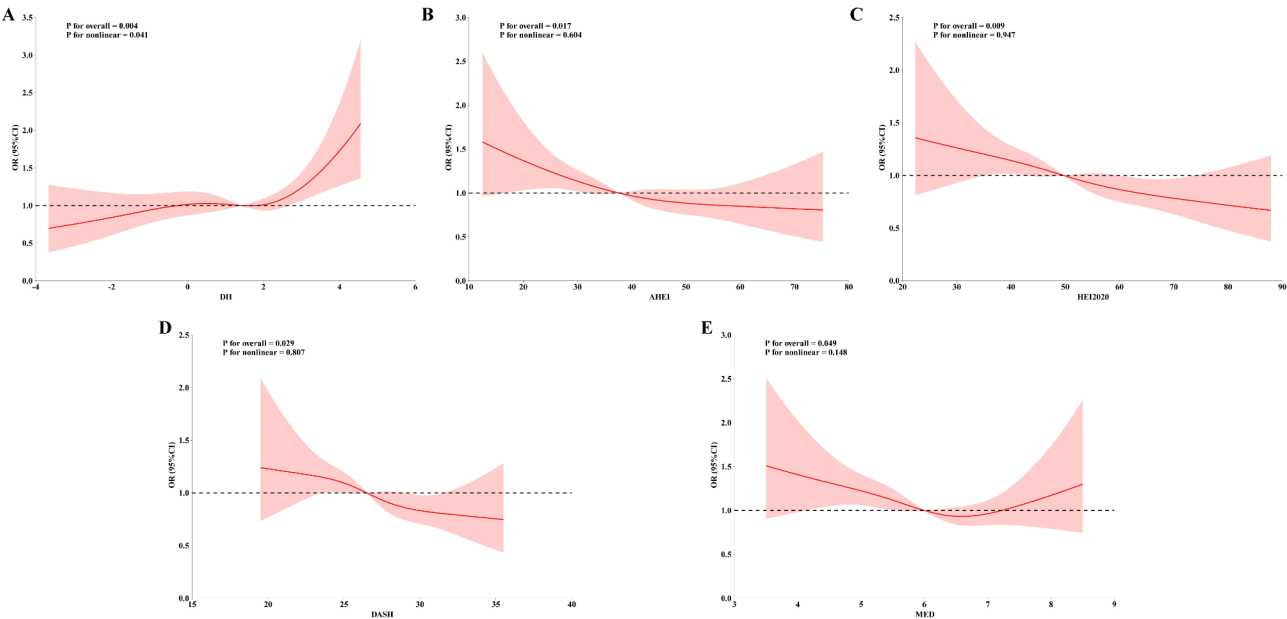 A
P for overall = 0.004
P for nonlinear = 0.041
OR (95%CI)
3.5
3.0
2.5
2.0
1.5
1.0
0.5
0.0
-4 -2 0 2 4 6
DII
B
P for overall = 0.017
P for nonlinear = 0.604
OR (95%CI)
3.0
2.5
2.0
1.5
1.0
0.5
0.0
10 20 30 40 50 60 70 80
AHEI
C
P for overall = 0.009
P for nonlinear = 0.947
OR (95%CI)
2.5
2.0
1.5
1.0
0.5
0.0
20 30 40 50 60 70 80 90
HEI2020
D
P for overall = 0.029
P for nonlinear = 0.807
OR (95%CI)
2.5
2.0
1.5
1.0
0.5
0.0
15 20 25 30 35 40
DASH
E
P for overall = 0.049
P for nonlinear = 0.148
OR (95%CI)
3.0
2.5
2.0
1.5
1.0
0.5
0.0
3 4 5 6 7 8 9
MED